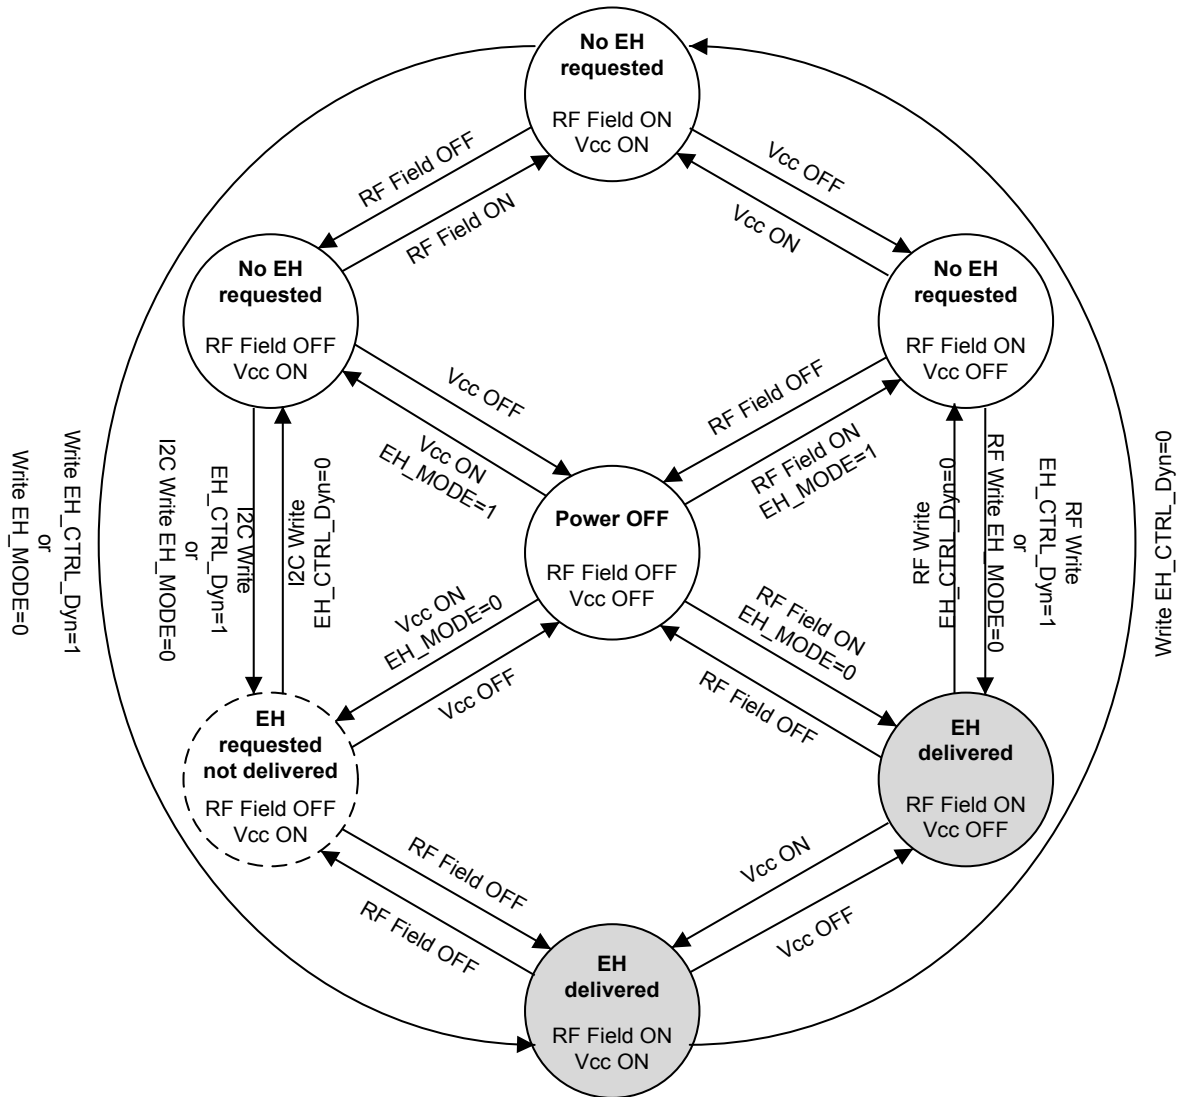 No EH
requested
RF Field ON
Vcc ON
RF Field OFF
RF Field ON
Vcc OFF
Vcc ON
No EH
requested
RF Field OFF
Vcc ON
No EH
requested
RF Field ON
Vcc OFF
Vcc OFF
Vcc ON
EH_MODE=1
RF Field OFF
RF Field ON
EH_MODE=1
Write EH_CTRL_Dyn=1
or
Write EH_MODE=0
I2C Write
EH_CTRL_Dyn=1
or
I2C Write EH_MODE=0
I2C Write
EH_CTRL_Dyn=0
Power OFF
RF Field OFF
Vcc OFF
RF Write
EH_CTRL_Dyn=0
RF Write
EH_CTRL_Dyn=1
or
RF Write EH_MODE=0
Write EH_CTRL_Dyn=0
Vcc ON
EH_MODE=0
Vcc OFF
RF Field ON
EH_MODE=0
RF Field OFF
EH
requested
not delivered
RF Field OFF
Vcc ON
EH
delivered
RF Field ON
Vcc OFF
RF Field OFF
RF Field OFF
Vcc ON
Vcc OFF
EH
delivered
RF Field ON
Vcc ON